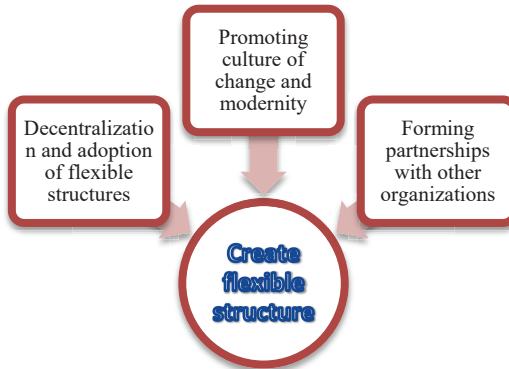 Promoting
culture of
change and
modernity
Decentralizatio
n and adoption
of flexible
structures
Forming
partnerships
with other
organizations
Create
flexible
structure